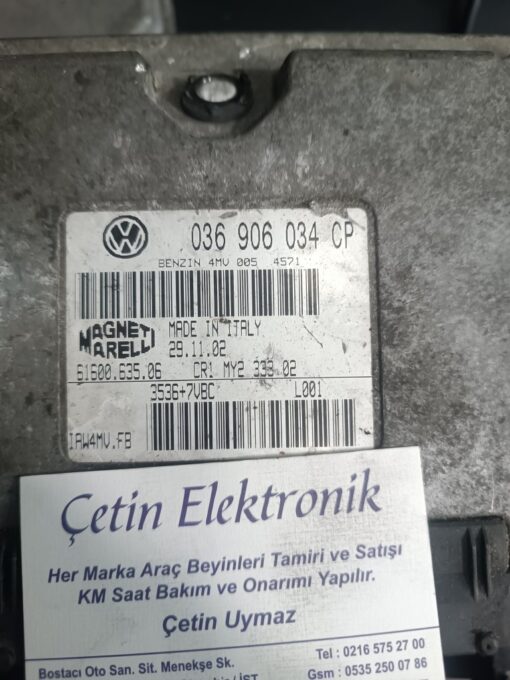 036 906 034 CP
BENZIN 4MV 005 4571
MAGNETI MARELLI
MADE IN ITALY
29.11.02
61600.635.06 CR1 MY2 333 02
3536+7VBC L001
IAW4MV.FB
Çetin Elektronik
Her Marka Araç Beyinleri Tamiri ve Satışı
KM Saat Bakım ve Onarımı Yapılır.
Çetin Uymaz
Bostacı Oto San. Sit. Menekşe Sk.
Tel : 0216 575 27 00
Gsm : 0535 250 07 86